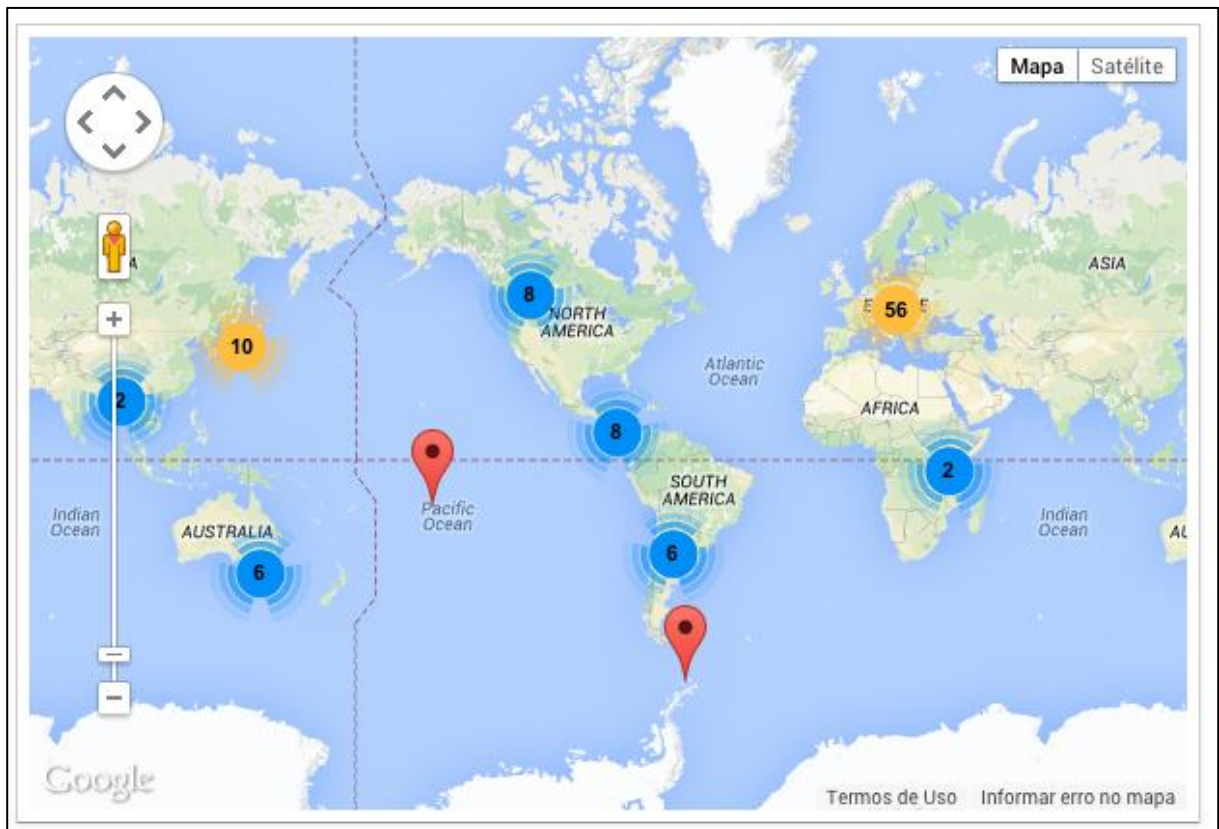 Mapa Satélite
ASIA
8
56
NORTH
AMERICA
10
Atlantic
Ocean
2
AFRICA
8
2
SOUTH
AMERICA
Pacific
Ocean
Indian
Ocean
Indian
Ocean
AUSTRALIA
AU
6
6
Google
Termos de Uso Informar erro no mapa